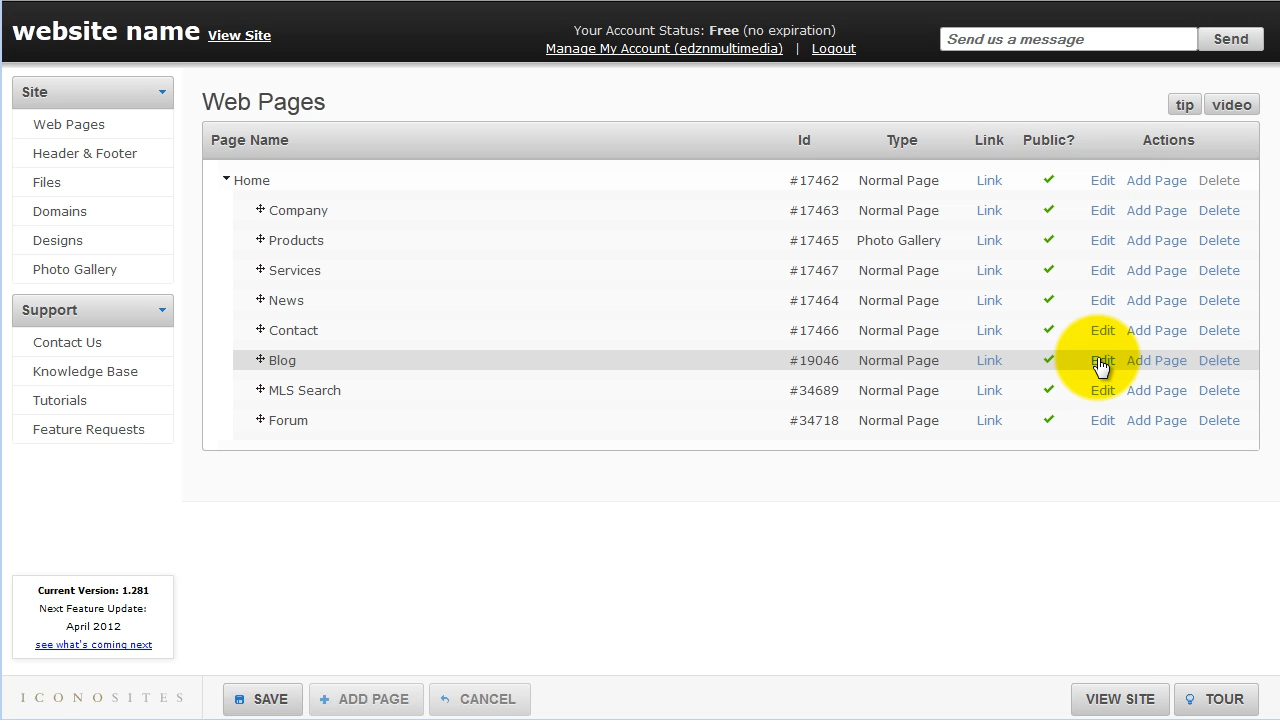 website name View Site
Your Account Status: Free (no expiration)
Manage My Account (edznmultimedia) | Logout
Send us a message Send
Site
Web Pages
Header & Footer
Files
Domains
Designs
Photo Gallery
Support
Contact Us
Knowledge Base
Tutorials
Feature Requests
Current Version: 1.281
Next Feature Update:
April 2012
see what's coming next
Web Pages tip video
Page Name Id Type Link Public? Actions
Home #17462 Normal Page Link Edit Add Page Delete
Company #17463 Normal Page Link Edit Add Page Delete
Products #17465 Photo Gallery Link Edit Add Page Delete
Services #17467 Normal Page Link Edit Add Page Delete
News #17464 Normal Page Link Edit Add Page Delete
Contact #17466 Normal Page Link Edit Add Page Delete
Blog #19046 Normal Page Link Edit Add Page Delete
MLS Search #34689 Normal Page Link Edit Add Page Delete
Forum #34718 Normal Page Link Edit Add Page Delete
ICONOSITES SAVE ADD PAGE CANCEL VIEW SITE TOUR